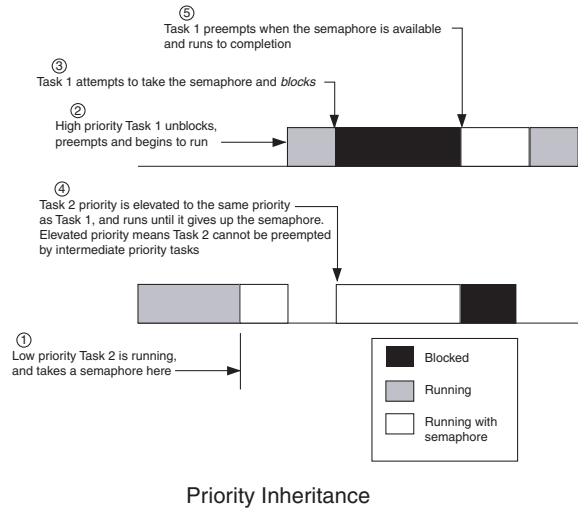 ⑤
Task 1 preempts when the semaphore is available
and runs to completion
③
Task 1 attempts to take the semaphore and blocks
②
High priority Task 1 unblocks,
preempts and begins to run
④
Task 2 priority is elevated to the same priority
as Task 1, and runs until it gives up the semaphore.
Elevated priority means Task 2 cannot be preempted
by intermediate priority tasks
①
Low priority Task 2 is running,
and takes a semaphore here
Blocked
Running
Running with
semaphore
Priority Inheritance